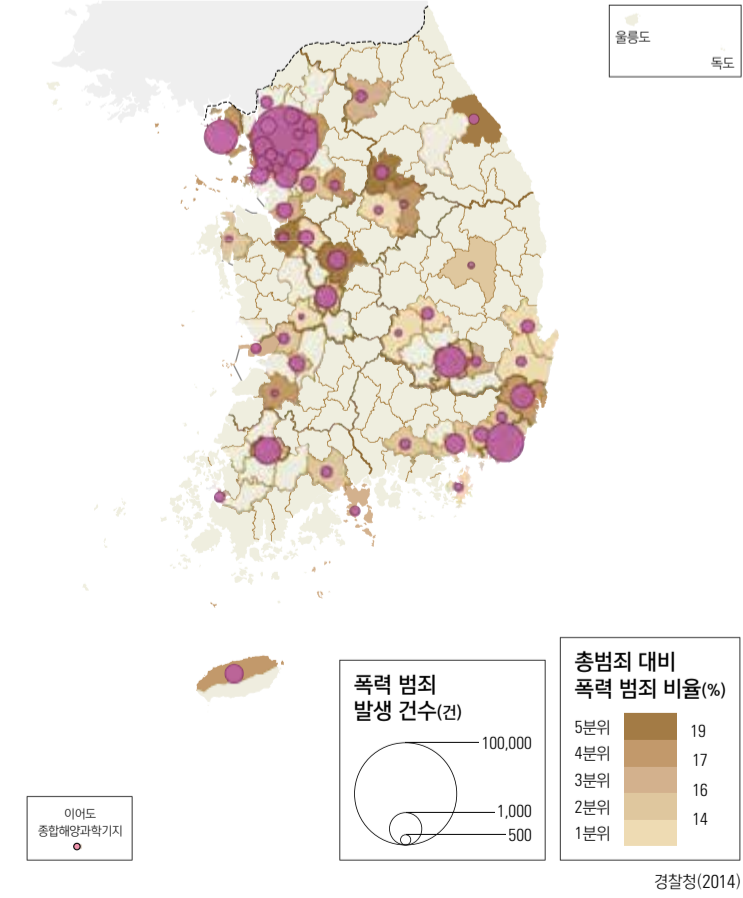 울릉도
독도
폭력 범죄
발생 건수(건)
100,000
1,000
500
총범죄 대비
폭력 범죄 비율(%)
5분위
19
4분위
17
3분위
16
2분위
14
1분위
이어도
종합해양과학기지
경찰청(2014)